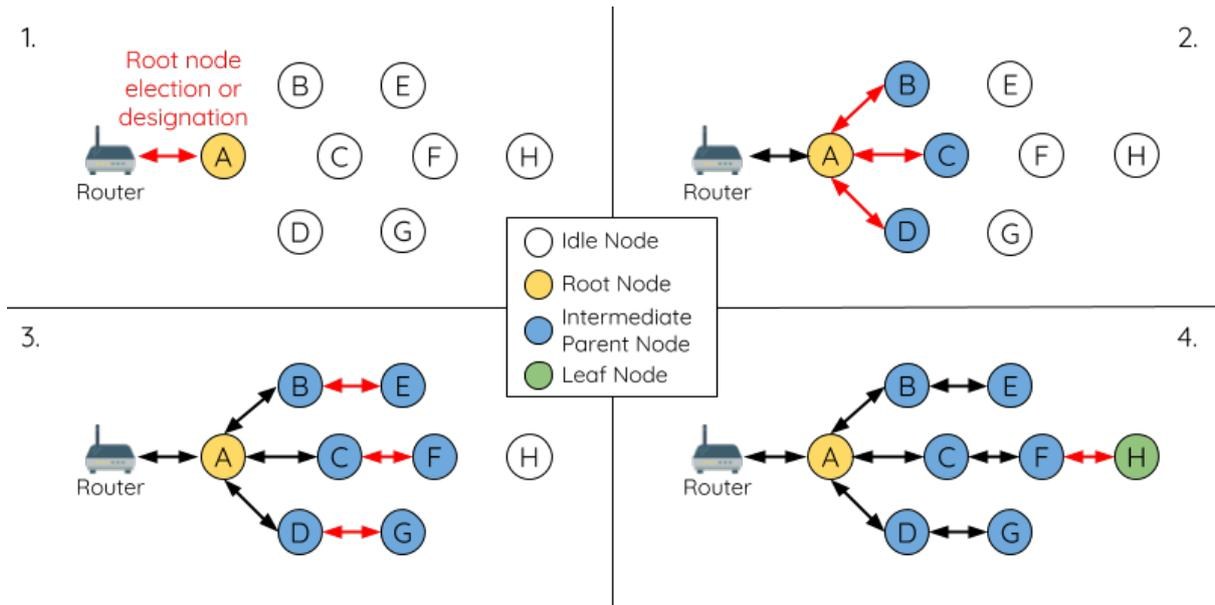 1.
Root node
election or
designation
B
E
A
C
F
H
Router
D
G
2.
B
E
A
C
F
H
Router
D
G
Idle Node
Root Node
Intermediate
Parent Node
Leaf Node
3.
B
E
A
C
F
H
Router
D
G
4.
B
E
A
C
F
H
Router
D
G